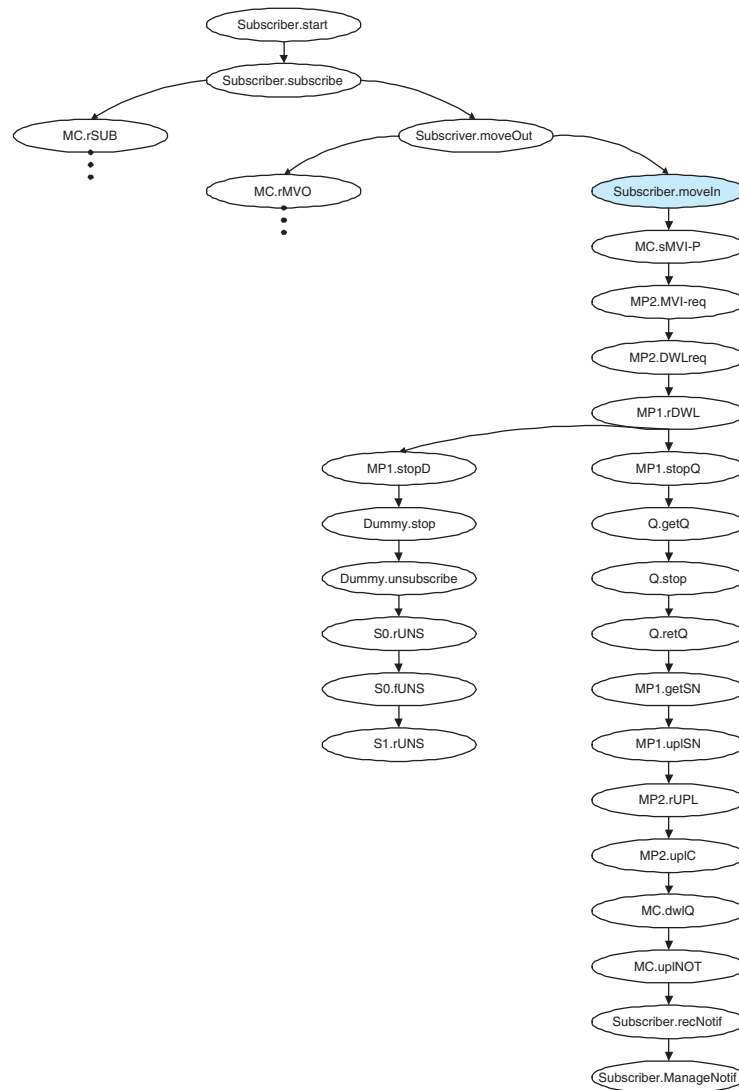 Subscriber.start
Subscriber.subscribe
MC.rSUB
Subscriver.moveOut
MC.rMVO
Subscriber.moveIn
MC.sMVI-P
MP2.MVI-req
MP2.DWLreq
MP1.rDWL
MP1.stopD
MP1.stopQ
Dummy.stop
Q.getQ
Dummy.unsubscribe
Q.stop
S0.rUNS
Q.retQ
S0.fUNS
MP1.getSN
S1.rUNS
MP1.uplSN
MP2.rUPL
MP2.uplC
MC.dwlQ
MC.uplNOT
Subscriber.recNotif
Subscriber.ManageNotif